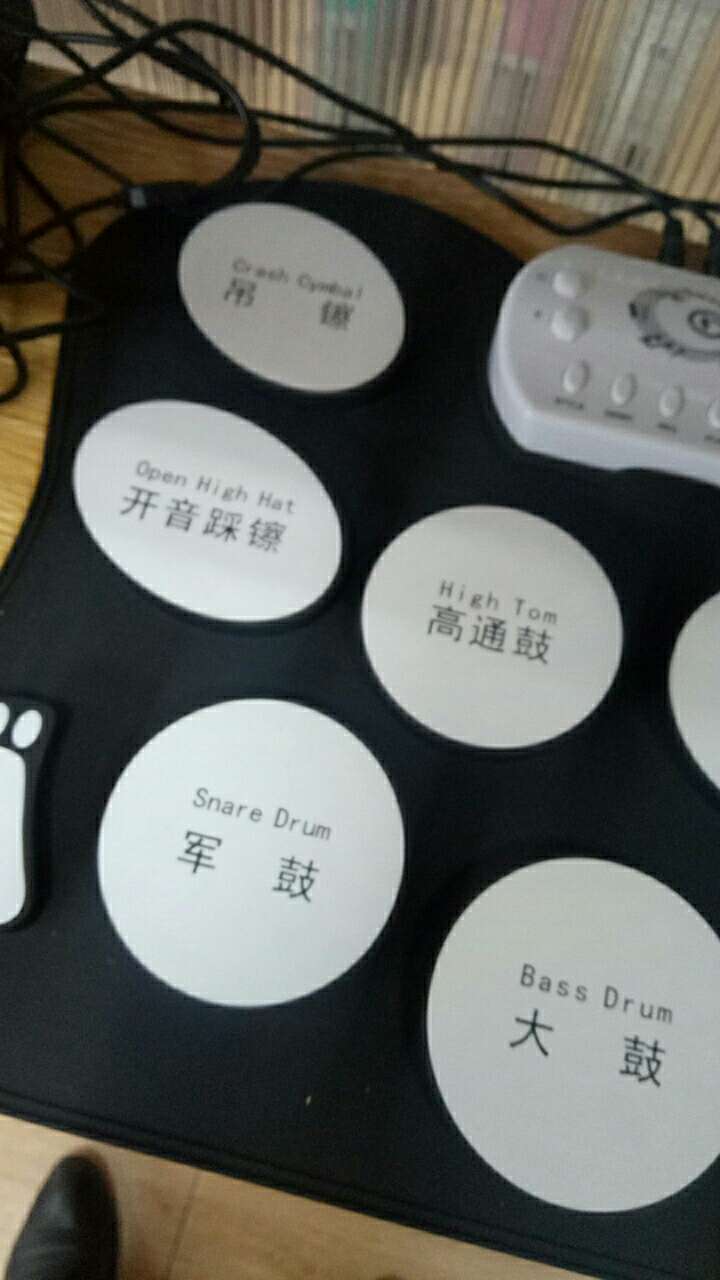 Crash Cymbal
吊 镲
Open High Hat
开音踩镲
High Tom
高通鼓
Snare Drum
军 鼓
Bass Drum
大 鼓